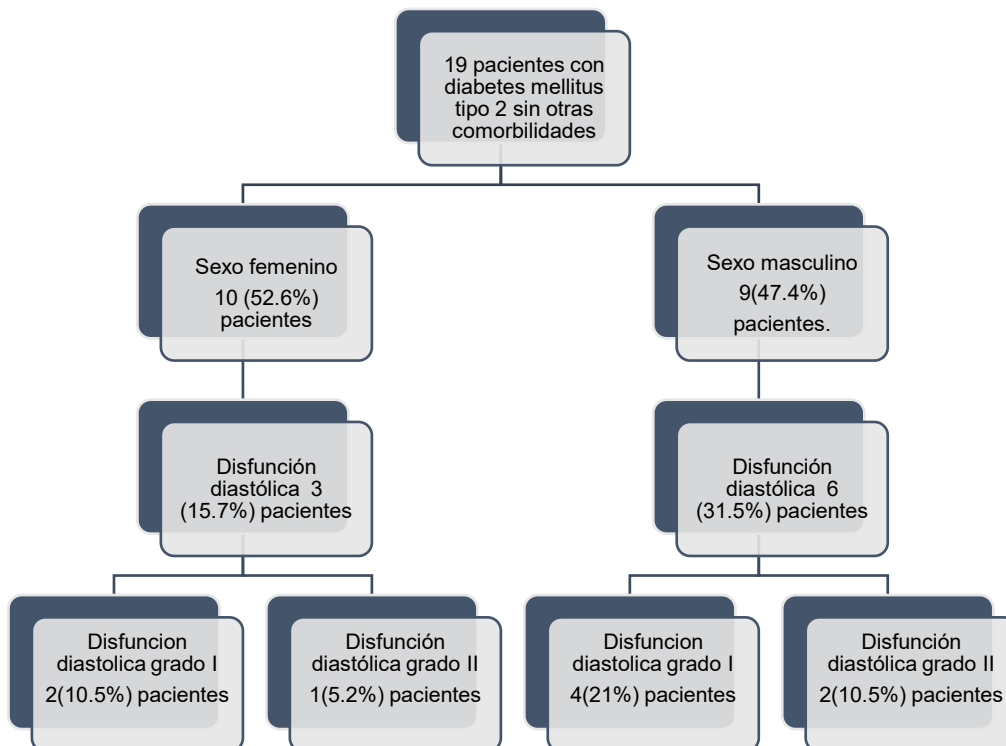 19 pacientes con
diabetes mellitus
tipo 2 sin otras
comorbilidades
Sexo femenino
10 (52.6%)
pacientes
Sexo masculino
9(47.4%)
pacientes.
Disfunción
diastólica 3
(15.7%) pacientes
Disfunción
diastólica 6
(31.5%) pacientes
Disfuncion
diastolica grado I
2(10.5%) pacientes
Disfunción
diastólica grado II
1(5.2%) pacientes
Disfuncion
diastolica grado I
4(21%) pacientes
Disfunción
diastólica grado II
2(10.5%) pacientes